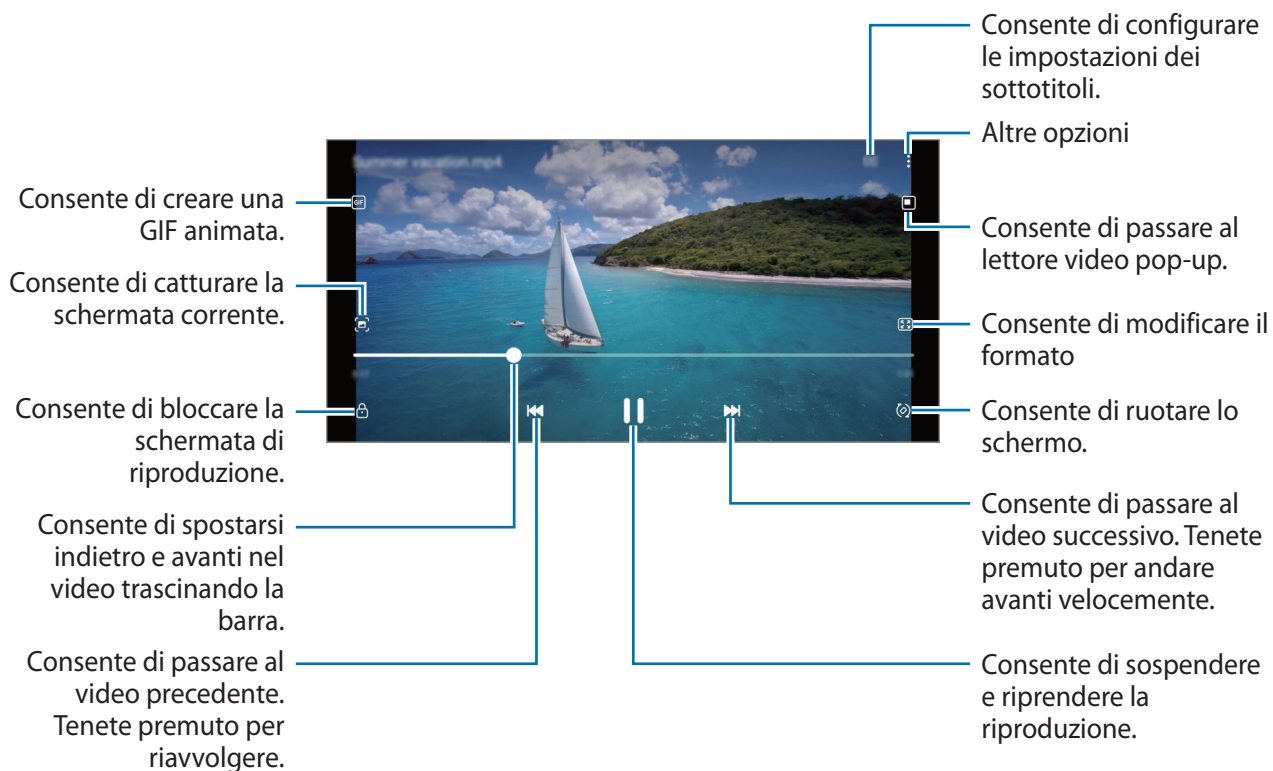 Consente di configurare
le impostazioni dei
sottotitoli.
Altre opzioni
Summer vacation.mp4
Consente di creare una
GIF animata.
GIF
Consente di passare al
lettore video pop-up.
Consente di catturare la
schermata corrente.
Consente di modificare il
formato
Consente di bloccare la
schermata di
riproduzione.
Consente di ruotare lo
schermo.
Consente di spostarsi
indietro e avanti nel
video trascinando la
barra.
Consente di passare al
video successivo. Tenete
premuto per andare
avanti velocemente.
Consente di passare al
video precedente.
Tenete premuto per
riavvolgere.
Consente di sospendere
e riprendere la
riproduzione.